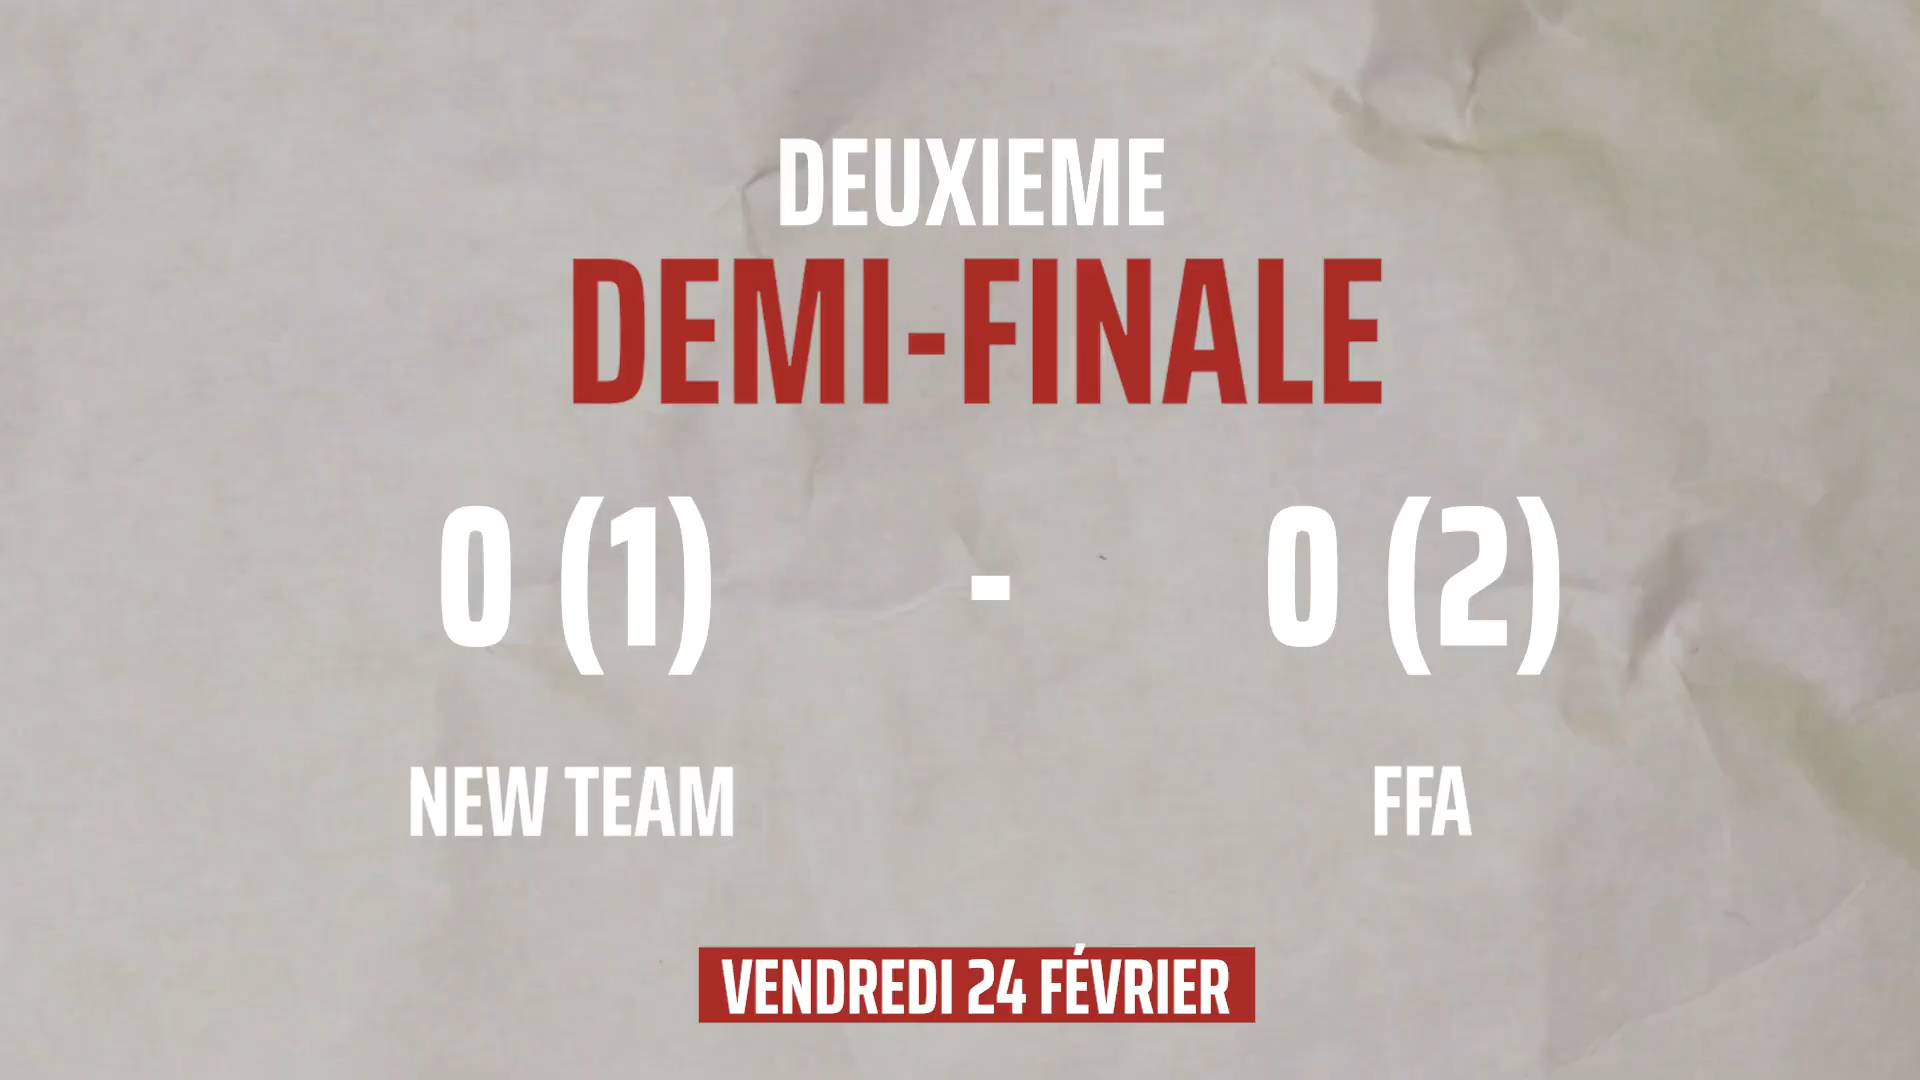 DEUXIEME
DEMI-FINALE
0 (1) - 0 (2)
NEW TEAM FFA
VENDREDI 24 FÉVRIER